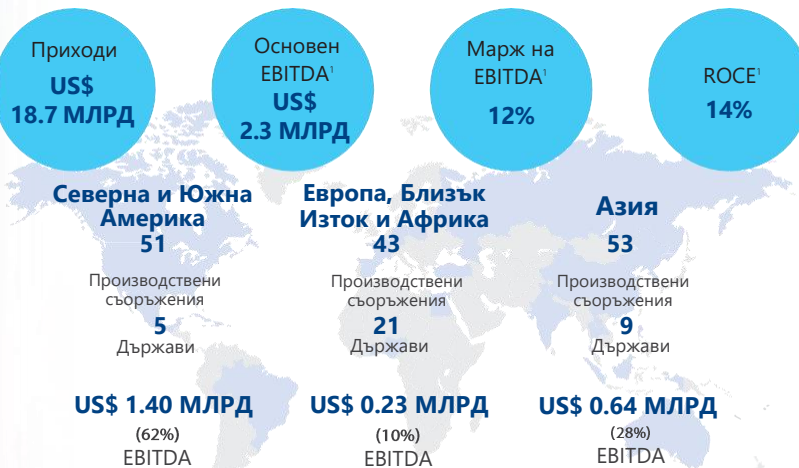 Приходи
US$
18.7 МЛРД
Основен
EBITDA¹
US$
2.3 МЛРД
Марж на
EBITDA¹
12%
ROCE¹
14%
Северна и Южна
Америка
51
Производствени
съоръжения
5
Държави
US$ 1.40 МЛРД
(62%)
EBITDA
Европа, Близък
Изток и Африка
43
Производствени
съоръжения
21
Държави
US$ 0.23 МЛРД
(10%)
EBITDA
Азия
53
Производствени
съоръжения
9
Държави
US$ 0.64 МЛРД
(28%)
EBITDA